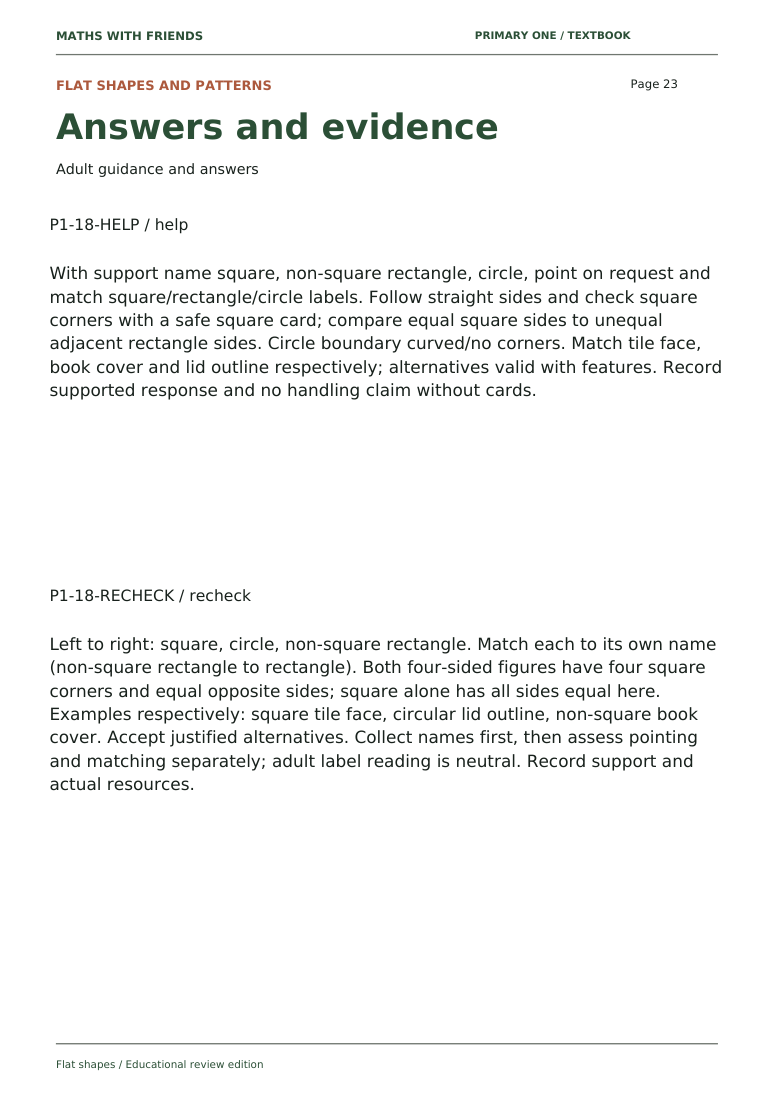 MATHS WITH FRIENDS
PRIMARY ONE / TEXTBOOK
FLAT SHAPES AND PATTERNS
Page 23
Answers and evidence
Adult guidance and answers
P1-18-HELP / help
With support name square, non-square rectangle, circle, point on request and
match square/rectangle/circle labels. Follow straight sides and check square
corners with a safe square card; compare equal square sides to unequal
adjacent rectangle sides. Circle boundary curved/no corners. Match tile face,
book cover and lid outline respectively; alternatives valid with features. Record
supported response and no handling claim without cards.
P1-18-RECHECK / recheck
Left to right: square, circle, non-square rectangle. Match each to its own name
(non-square rectangle to rectangle). Both four-sided figures have four square
corners and equal opposite sides; square alone has all sides equal here.
Examples respectively: square tile face, circular lid outline, non-square book
cover. Accept justified alternatives. Collect names first, then assess pointing
and matching separately; adult label reading is neutral. Record support and
actual resources.
Flat shapes / Educational review edition